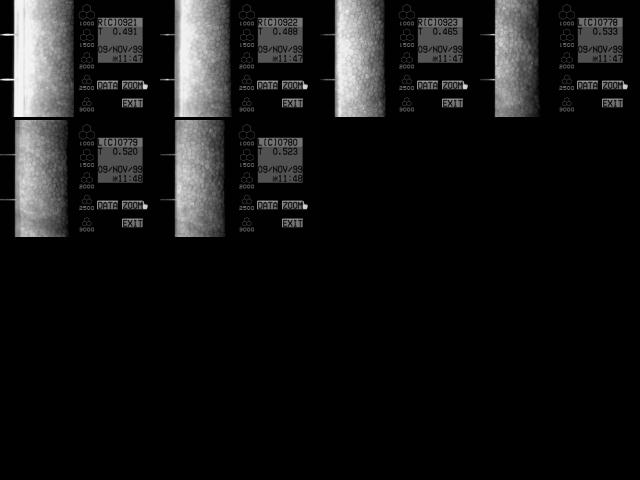 R(C)0921
T 0.491
09/NOV/99
11:47
1000
1500
2000
2500
3000
DATA ZOOM
EXIT
R(C)0922
T 0.488
09/NOV/99
11:47
1000
1500
2000
2500
3000
DATA ZOOM
EXIT
R(C)0923
T 0.465
09/NOV/99
11:47
1000
1500
2000
2500
3000
DATA ZOOM
EXIT
L(C)0778
T 0.533
09/NOV/99
11:47
1000
1500
2000
2500
3000
DATA ZOOM
EXIT
L(C)0779
T 0.520
09/NOV/99
11:48
1000
1500
2000
2500
3000
DATA ZOOM
EXIT
L(C)0780
T 0.523
09/NOV/99
11:48
1000
1500
2000
2500
3000
DATA ZOOM
EXIT